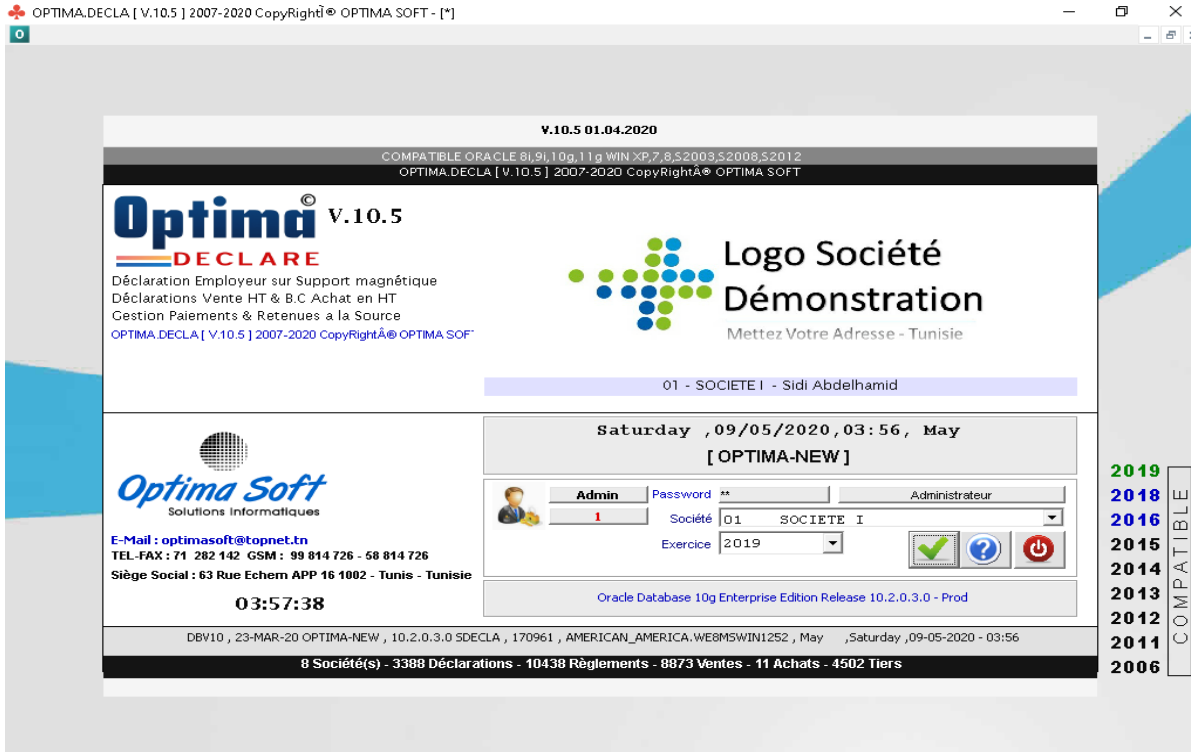 OPTIMA.DECLA [ V.10.5 ] 2007-2020 CopyRightÌ® OPTIMA SOFT - [*]
O
V.10.5 01.04.2020
COMPATIBLE ORACLE 8i,9i,10g,11g WIN XP,7,8,S2003,S2008,S2012
OPTIMA.DECLA [ V.10.5 ] 2007-2020 CopyRightÂ® OPTIMA SOFT
Optima © V.10.5
DECLARE
Déclaration Employeur sur Support magnétique
Déclarations Vente HT & B.C Achat en HT
Gestion Paiements & Retenues a la Source
OPTIMA.DECLA [ V.10.5 ] 2007-2020 CopyRightÂ® OPTIMA SOF
Logo Société
Démonstration
Mettez Votre Adresse - Tunisie
01 - SOCIETE I - Sidi Abdelhamid
Saturday ,09/05/2020,03:56, May
[ OPTIMA-NEW ]
Optima Soft
Solutions Informatiques
E-Mail : optimasoft@topnet.tn
TEL-FAX : 71 282 142 GSM : 99 814 726 - 58 814 726
Siège Social : 63 Rue Echem APP 16 1002 - Tunis - Tunisie
03:57:38
Admin Password ** Administrateur
1 Société 01 SOCIETE I
Exercice 2019
Oracle Database 10g Enterprise Edition Release 10.2.0.3.0 - Prod
DBV10 , 23-MAR-20 OPTIMA-NEW , 10.2.0.3.0 SDECLA , 170961 , AMERICAN_AMERICA.WE8MSWIN1252 , May ,Saturday ,09-05-2020 - 03:56
8 Société(s) - 3388 Déclarations - 10438 Règlements - 8873 Ventes - 11 Achats - 4502 Tiers
2019
2018
2016
2015
2014
2013
2012
2011
2006
COMPATIBLE